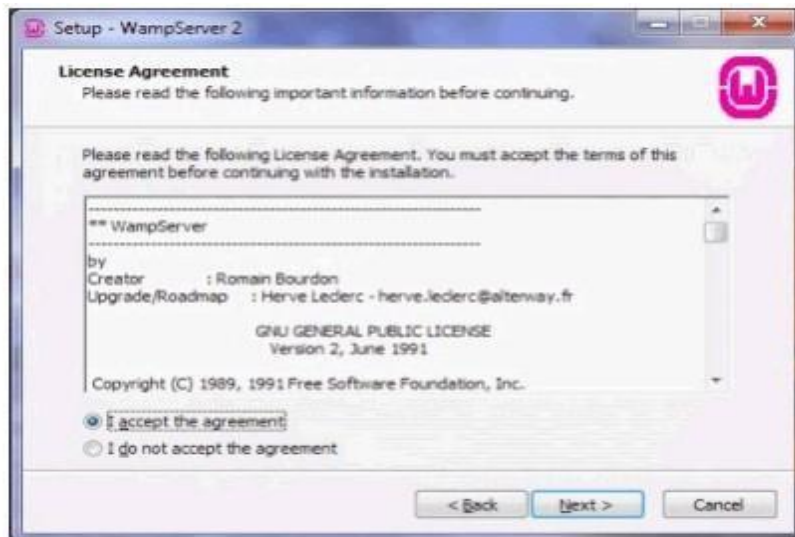 Setup - WampServer 2
License Agreement
Please read the following important information before continuing.
Please read the following License Agreement. You must accept the terms of this
agreement before continuing with the installation.
------------------------------------------------------------
** WampServer
------------------------------------------------------------
by
Creator : Romain Bourdon
Upgrade/Roadmap : Herve Leclerc - herve.leclerc@alterway.fr
GNU GENERAL PUBLIC LICENSE
Version 2, June 1991
Copyright (C) 1989, 1991 Free Software Foundation, Inc.
I accept the agreement
I do not accept the agreement
< Back Next > Cancel